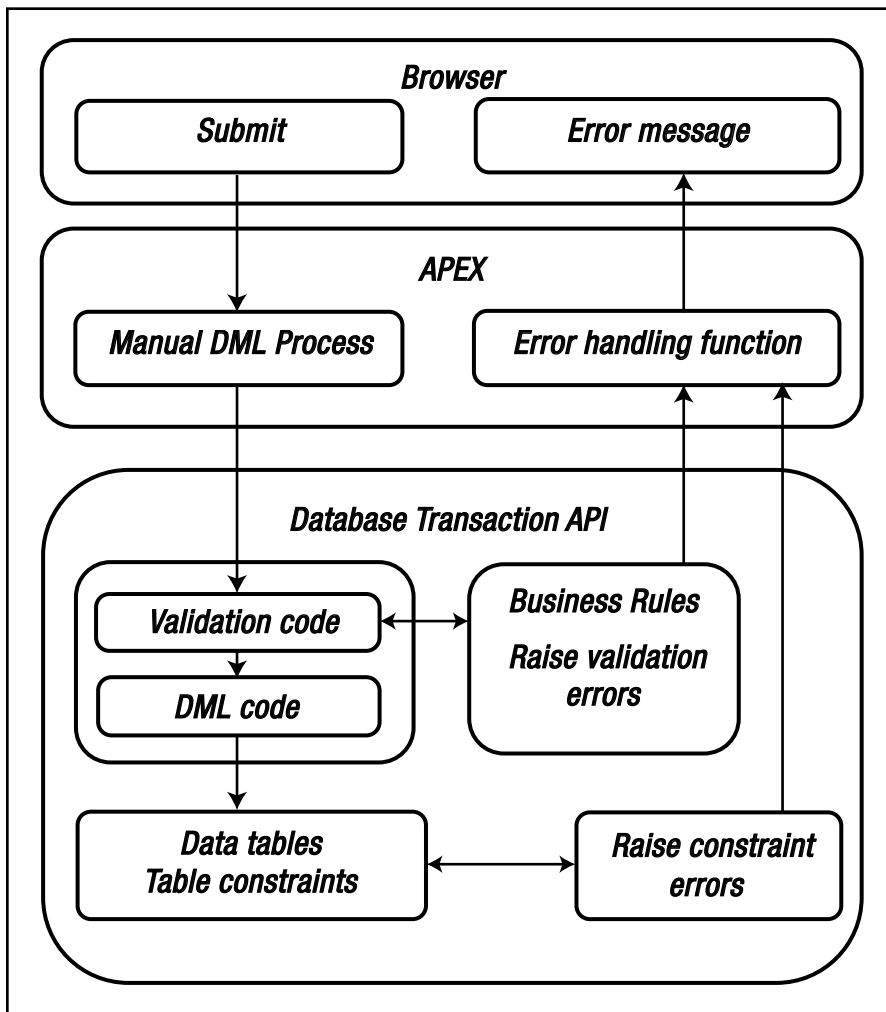 Browser
Submit
Error message
APEX
Manual DML Process
Error handling function
Database Transaction API
Validation code
Business Rules
Raise validation
errors
DML code
Data tables
Table constraints
Raise constraint
errors